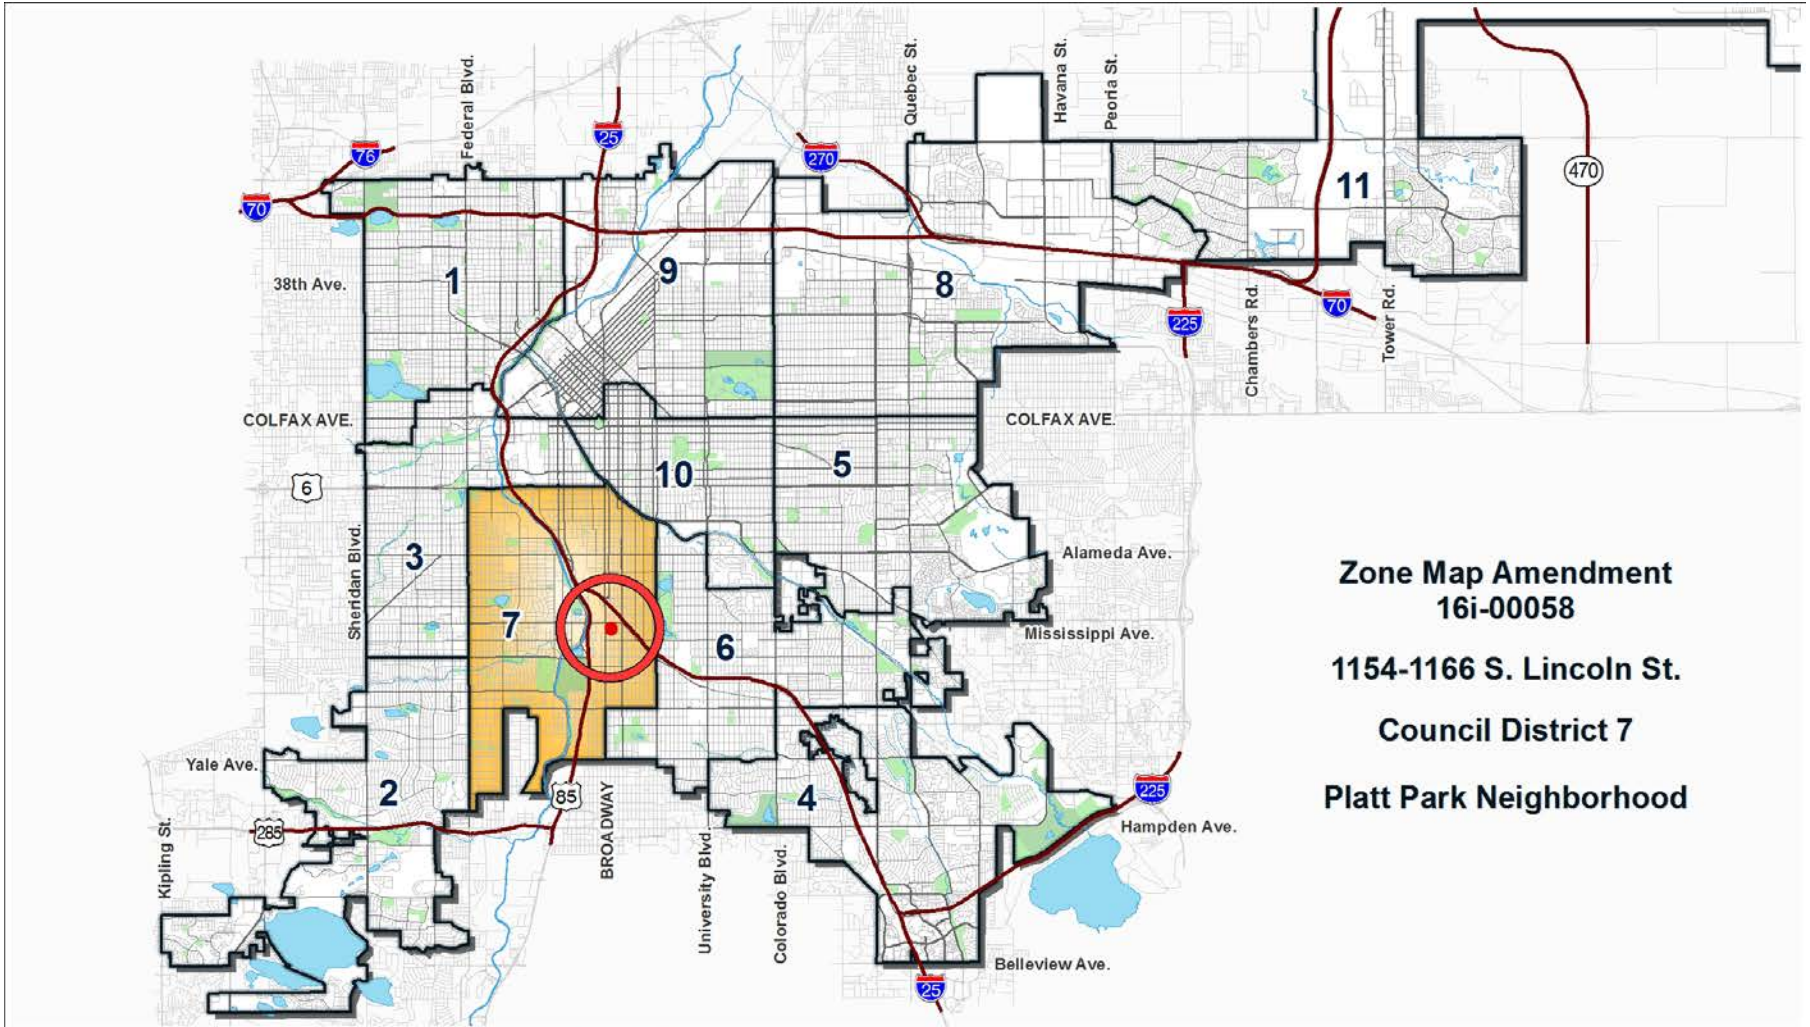 Federal Blvd.
Quebec St.
Havana St.
Peoria St.
76
25
270
470
70
11
1
9
8
38th Ave.
225
70
Chambers Rd.
Tower Rd.
COLFAX AVE.
COLFAX AVE.
10
5
6
Sheridan Blvd.
3
Alameda Ave.
7
6
Mississippi Ave.
Yale Ave.
2
85
4
225
285
BROADWAY
Hampden Ave.
Kipling St.
University Blvd.
Colorado Blvd.
Belleview Ave.
25
Zone Map Amendment
16i-00058
1154-1166 S. Lincoln St.
Council District 7
Platt Park Neighborhood